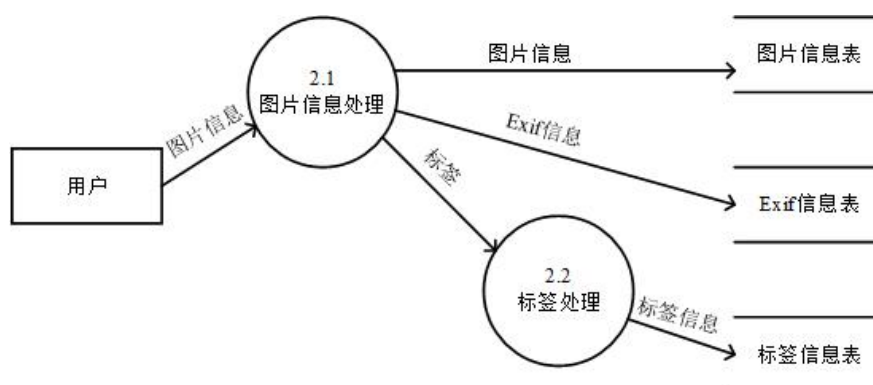 图片信息
图片信息表
2.1
图片信息处理
图片信息
Exif信息
标签
用户
Exif信息表
2.2
标签处理
标签信息
标签信息表